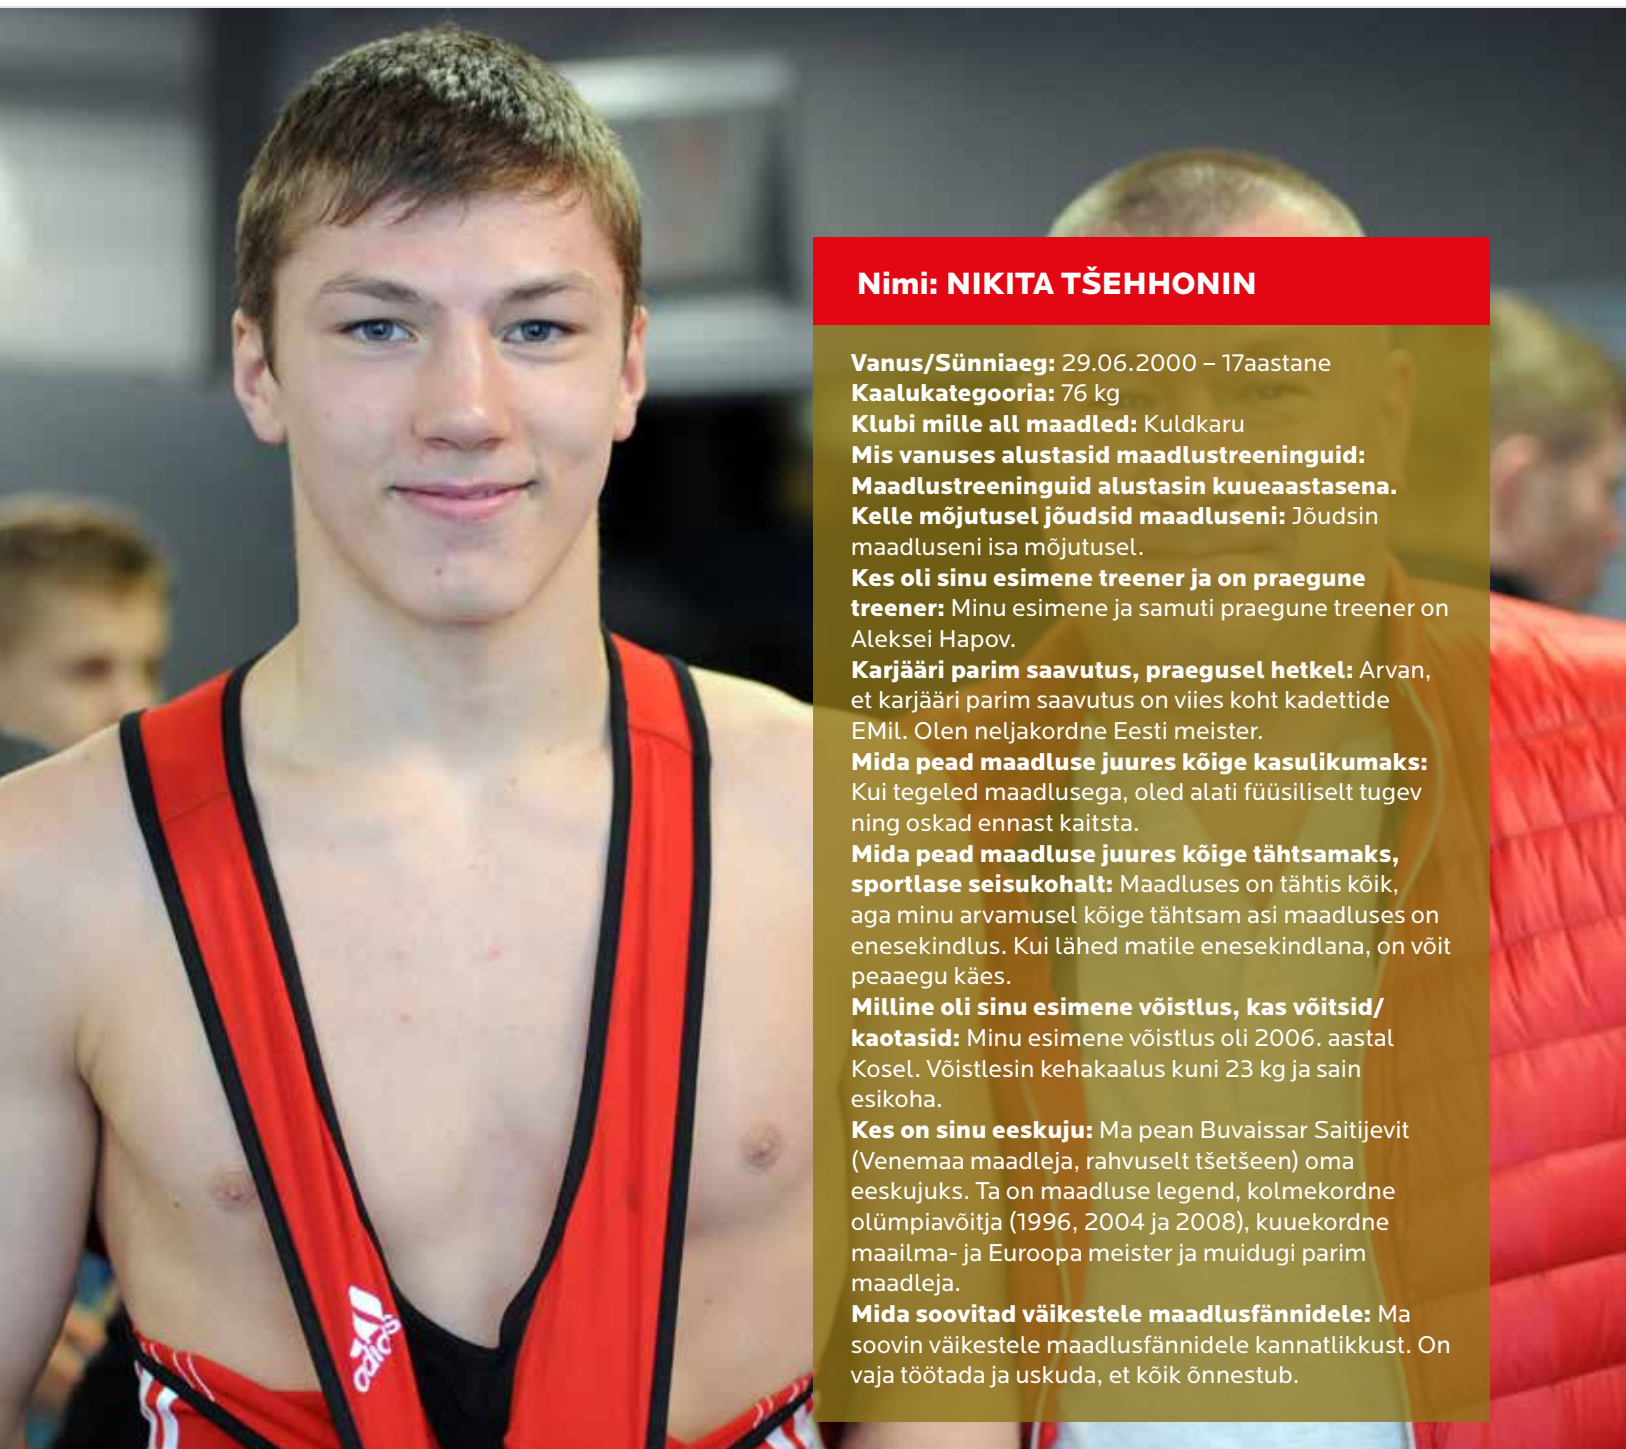 Nimi: NIKITA TŠEHHONIN
Vanus/Sünniaeg: 29.06.2000 – 17aastane
Kaalukategooria: 76 kg
Klubi mille all maadled: Kuldkaru
Mis vanuses alustasid maadlustreeninguid:
Maadlustreeninguid alustasin kuueaastasena.
Kelle mõjutusel jõudsid maadluseni: Jõudsin
maadluseni isa mõjutusel.
Kes oli sinu esimene treener ja on praegune
treener: Minu esimene ja samuti praegune treener on
Aleksei Hapov.
Karjääri parim saavutus, praegusel hetkel: Arvan,
et karjääri parim saavutus on viies koht kadettide
EMil. Olen neljakordne Eesti meister.
Mida pead maadluse juures kõige kasulikumaks:
Kui tegeled maadlusega, oled alati füüsiliselt tugev
ning oskad ennast kaitsta.
Mida pead maadluse juures kõige tähtsamaks,
sportlase seisukohalt: Maadluses on tähtis kõik,
aga minu arvamusel kõige tähtsam asi maadluses on
enesekindlus. Kui lähed matile enesekindlana, on võit
peaaegu käes.
Milline oli sinu esimene võistlus, kas võitsid/
kaotasid: Minu esimene võistlus oli 2006. aastal
Kosel. Võistlesin kehakaalus kuni 23 kg ja sain
esikoha.
Kes on sinu eeskuju: Ma pean Buvaissar Saitijevit
(Venemaa maadleja, rahvuselt tšetšeen) oma
eeskujuks. Ta on maadluse legend, kolmekordne
olümpiavõitja (1996, 2004 ja 2008), kuuekordne
maailma- ja Euroopa meister ja muidugi parim
maadleja.
Mida soovitad väikestele maadlusfännidele: Ma
soovin väikestele maadlusfännidele kannatlikkust. On
vaja töötada ja uskuda, et kõik õnnestub.
adidas